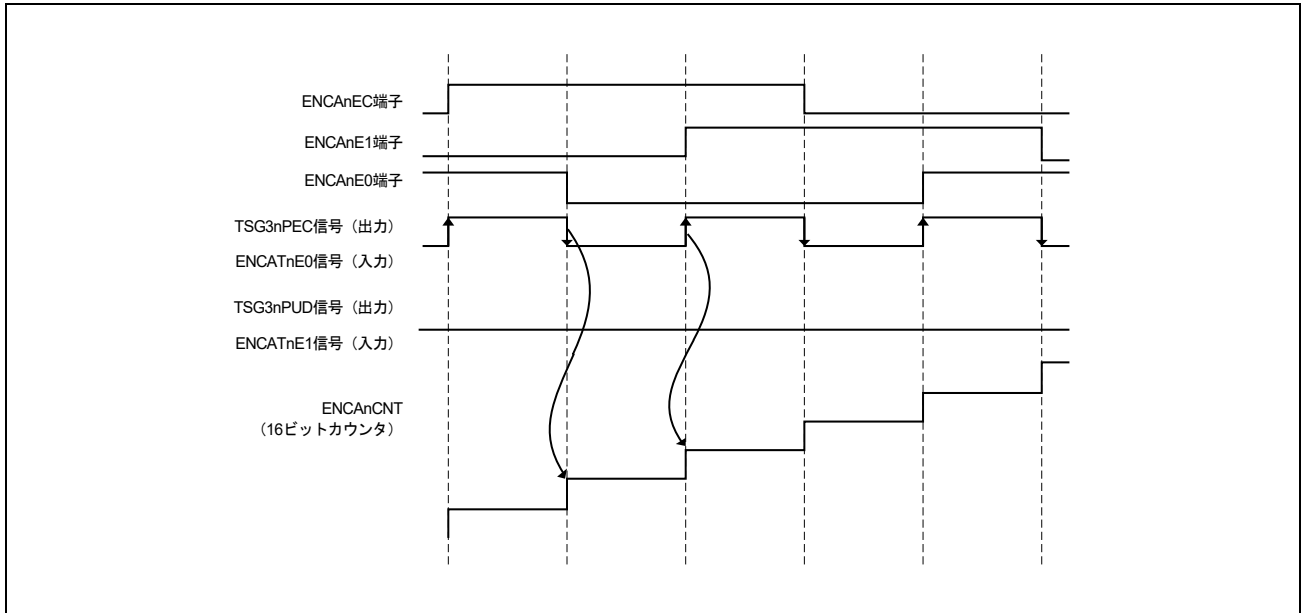 ENCAnEC端子
ENCAnE1端子
ENCAnE0端子
TSG3nPEC信号（出力）
ENCATnE0信号（入力）
TSG3nPUD信号（出力）
ENCATnE1信号（入力）
ENCAnCNT
（16ビットカウンタ）